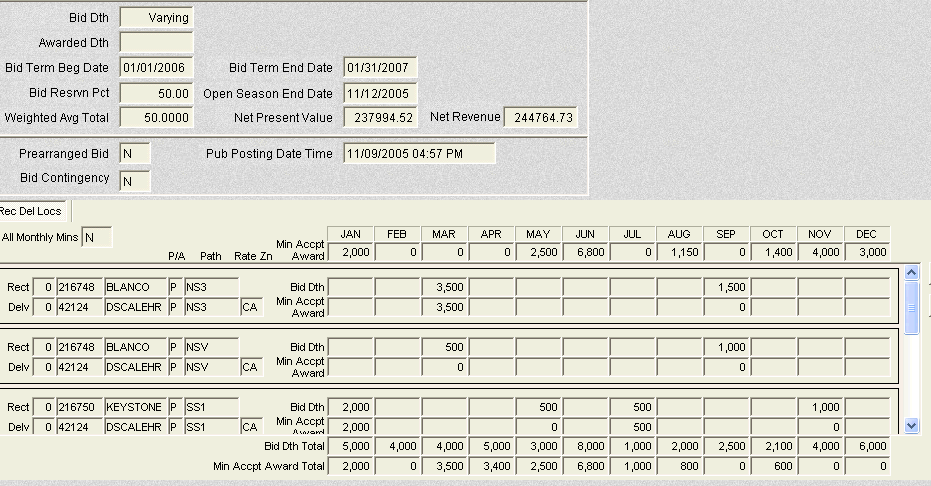 Bid Dth Varying
Awarded Dth
Bid Term Beg Date 01/01/2006 Bid Term End Date 01/31/2007
Bid Resrvn Pct 50.00 Open Season End Date 11/12/2005
Weighted Avg Total 50.0000 Net Present Value 237994.52 Net Revenue 244764.73
Prearranged Bid N Pub Posting Date Time 11/09/2005 04:57 PM
Bid Contingency N
Rec Del Locs
All Monthly Mins N
JAN FEB MAR APR MAY JUN JUL AUG SEP OCT NOV DEC
P/A Path Rate Zn Min Accpt Award 2,000 0 0 0 2,500 6,800 0 1,150 0 1,400 4,000 3,000
Rect 0 216748 BLANCO P NS3 Bid Dth 3,500 1,500
Delv 0 42124 DSCALEHR P NS3 CA Min Accpt Award 3,500 0
Rect 0 216748 BLANCO P NSV Bid Dth 500 1,000
Delv 0 42124 DSCALEHR P NSV CA Min Accpt Award 0 0
Rect 0 216750 KEYSTONE P SS1 Bid Dth 2,000 500 500 1,000
Delv 0 42124 DSCALEHR P SS1 CA Min Accpt Award 2,000 0 500 0
Bid Dth Total 5,000 4,000 4,000 5,000 3,000 8,000 1,000 2,000 2,500 2,100 4,000 6,000
Min Accpt Award Total 2,000 0 3,500 3,400 2,500 6,800 1,000 800 0 600 0 0